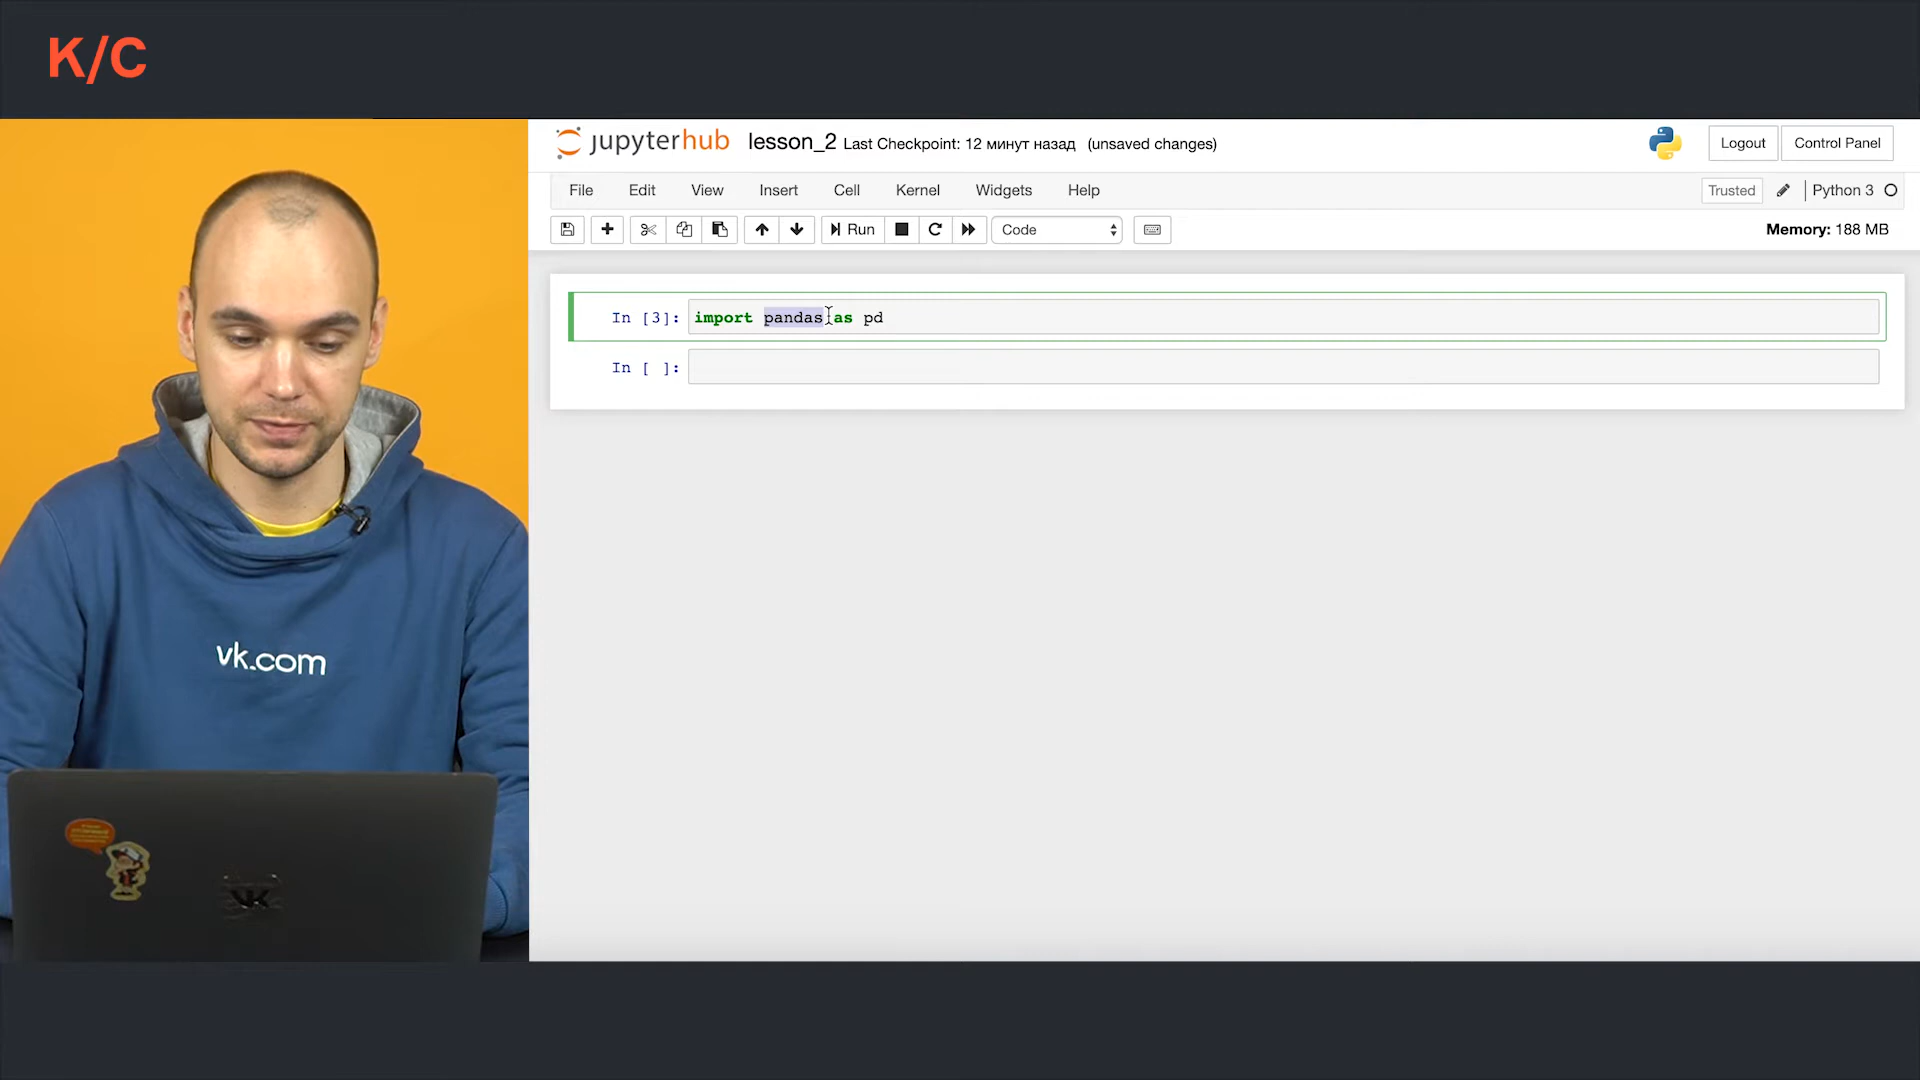 K/C
jupyterhub lesson_2 Last Checkpoint: 12 минут назад (unsaved changes) Logout Control Panel
File Edit View Insert Cell Kernel Widgets Help Trusted Python 3
Run Code Memory: 188 MB
In [3]: import pandas as pd
In [ ]:
vk.com
VK